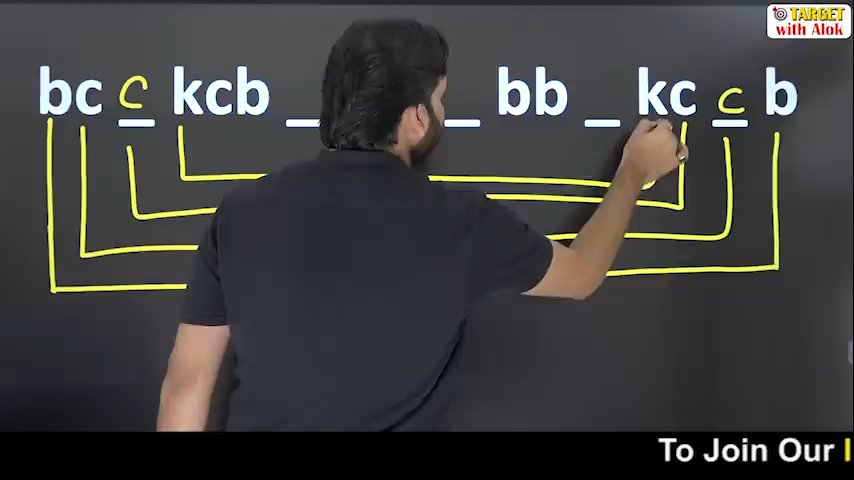 TARGET
with Alok
bc c kcb _ _ bb _ kc c b
To Join Our